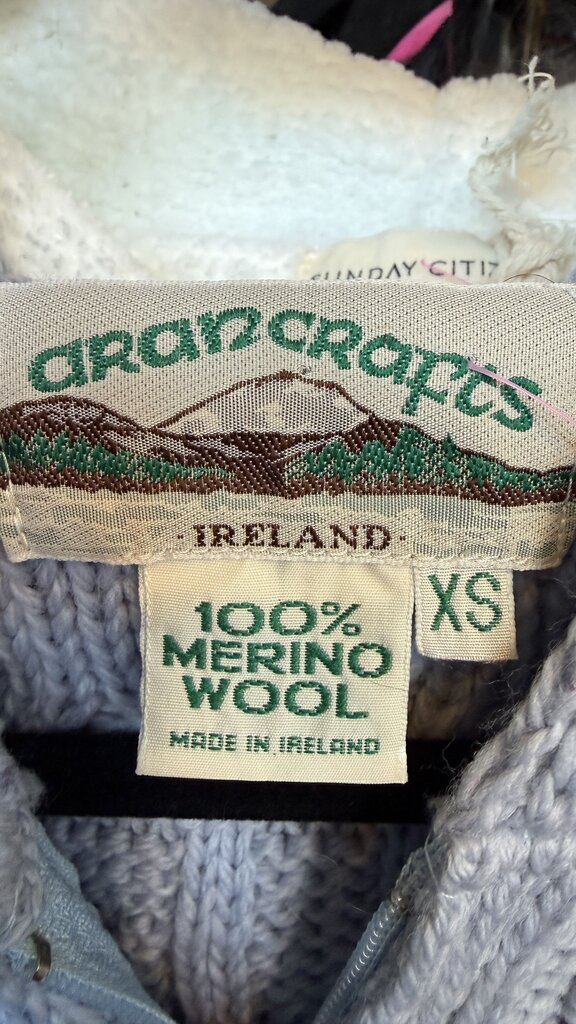 SUNDAY CITIZ
arancrafts
·IRELAND·
100%
MERINO
WOOL
MADE IN IRELAND
XS